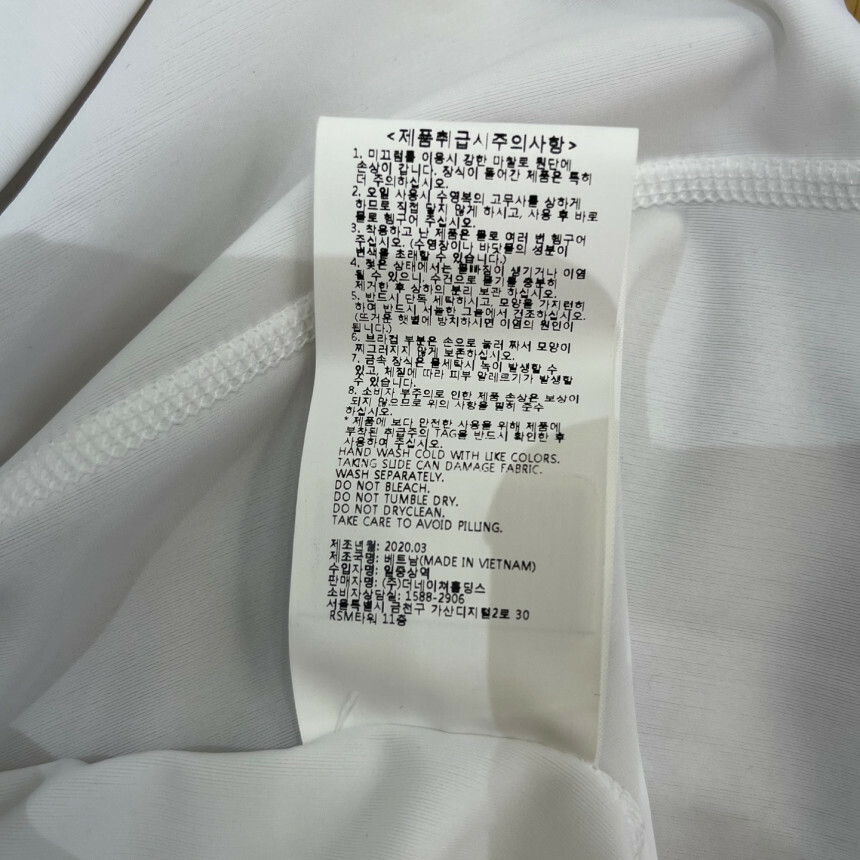 <제품취급시주의사항>
1. 미끄럼틀 이용시 강한 마찰로 원단에
손상이 갑니다. 장식이 들어간 제품은 특히
더 주의하십시오.
2. 오일 사용시 수영복의 고무사를 상하게
하므로 직접 닿지 않게 하시고, 사용 후 바로
물로 헹구어 주십시오.
3. 착용하고 난 제품은 물로 여러 번 헹구어
주십시오. (수영장이나 바닷물의 성분이
변색을 초래할 수 있습니다.)
4. 젖은 상태에서는 물빠짐이 생기거나 이염
될 수 있으니, 수건으로 물기를 충분히
제거한 후 상하의 분리 보관 하십시오.
5. 반드시 단독 세탁하시고, 모양을 가지런히
하여 반드시 서늘한 그늘에서 건조하십시오.
(뜨거운 햇볕에 방치하시면 이염의 원인이
됩니다.)
6. 브라컵 부분은 손으로 눌러 짜서 모양이
찌그러지지 않게 보존하십시오.
7. 금속 장식은 물세탁시 녹이 발생할 수
있고, 체질에 따라 피부 알레르기가 발생할
수 있습니다.
8. 소비자 부주의로 인한 제품 손상은 보상이
되지 않으므로 위의 사항을 필히 준수
하십시오.
* 제품에 보다 안전한 사용을 위해 제품에
부착된 취급주의 TAG을 반드시 확인한 후
사용하여 주십시오.
HAND WASH COLD WITH LIKE COLORS.
TAKING SLIDE CAN DAMAGE FABRIC.
WASH SEPARATELY.
DO NOT BLEACH.
DO NOT TUMBLE DRY.
DO NOT DRYCLEAN.
TAKE CARE TO AVOID PILLING.
제조년월: 2020.03
제조국명: 베트남(MADE IN VIETNAM)
수입자명: 일중상역
판매자명: (주)더네이쳐홀딩스
소비자상담실: 1588-2906
서울특별시 금천구 가산디지털2로 30
RSM타워 11층